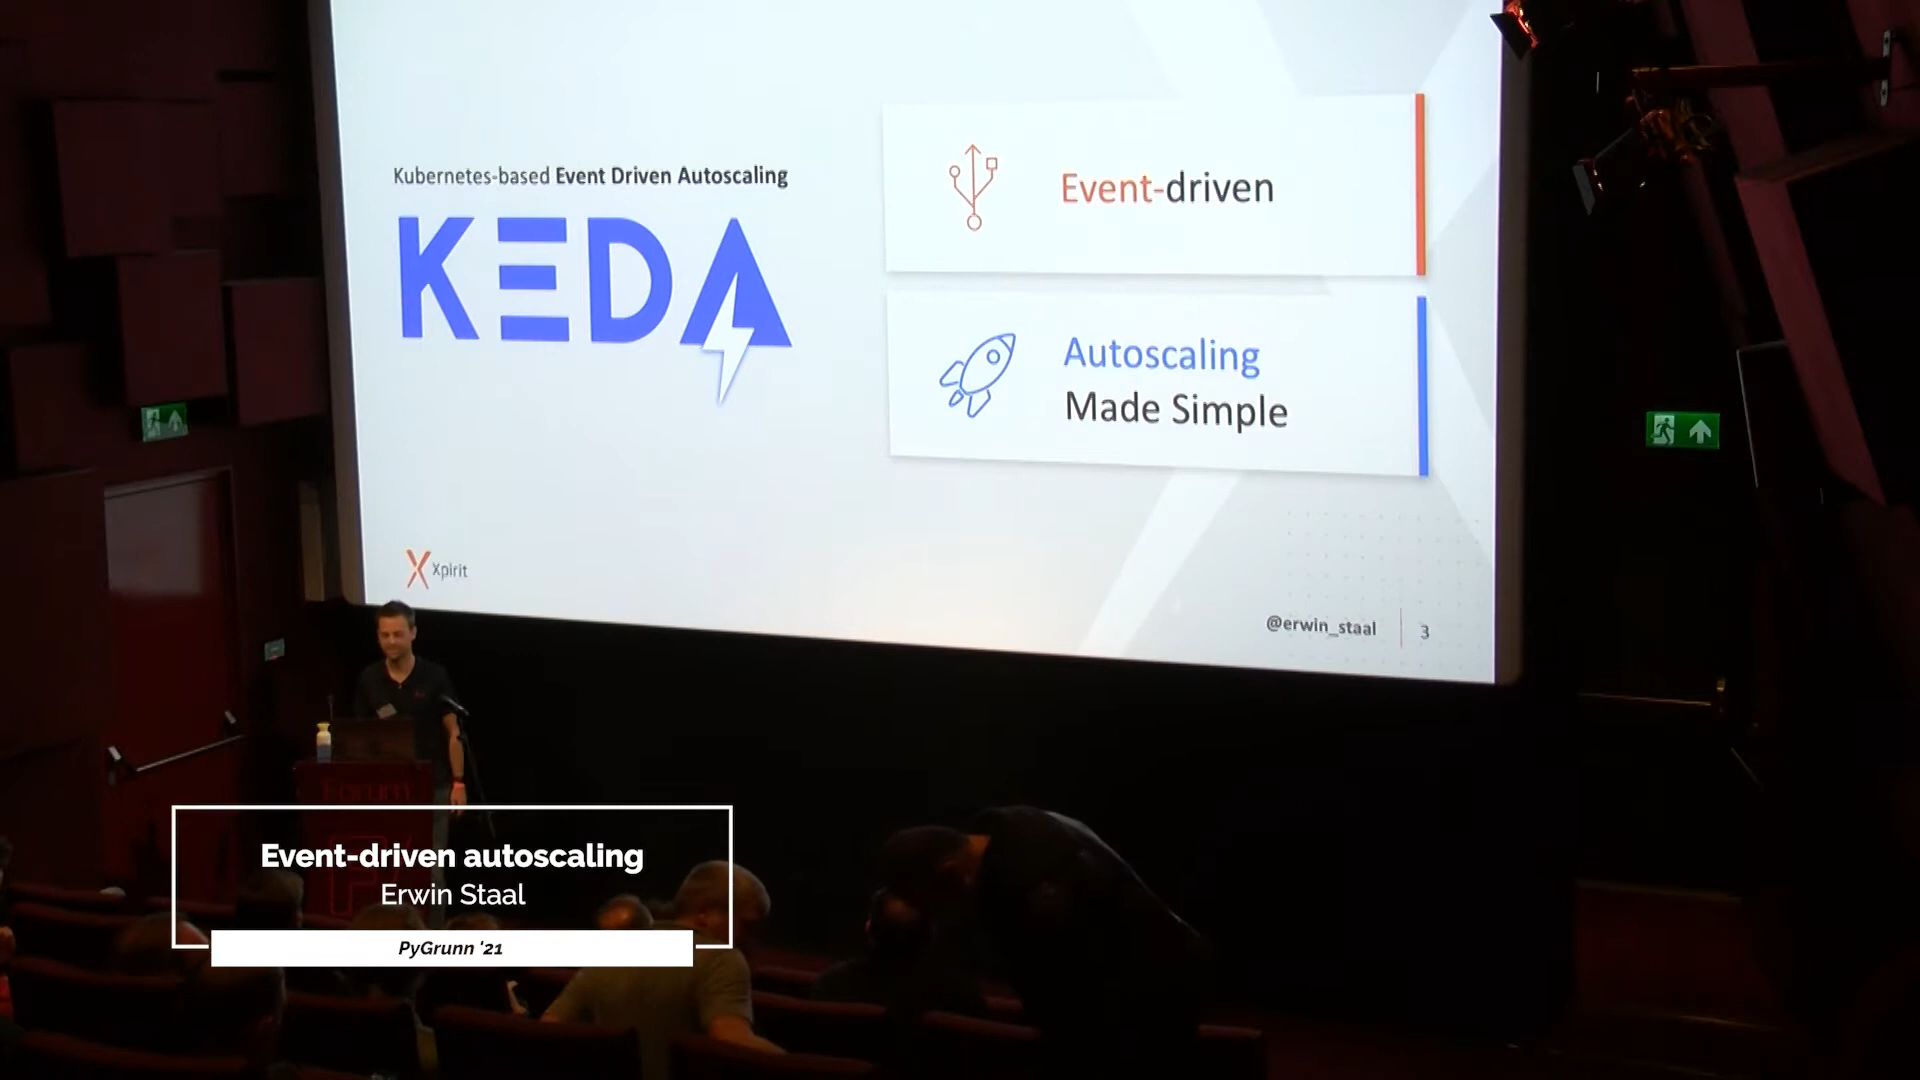 Kubernetes-based Event Driven Autoscaling
KEDA
Event-driven
Autoscaling
Made Simple
Xpirit
@erwin_staal
3
Forum
Event-driven autoscaling
Erwin Staal
PyGrunn '21